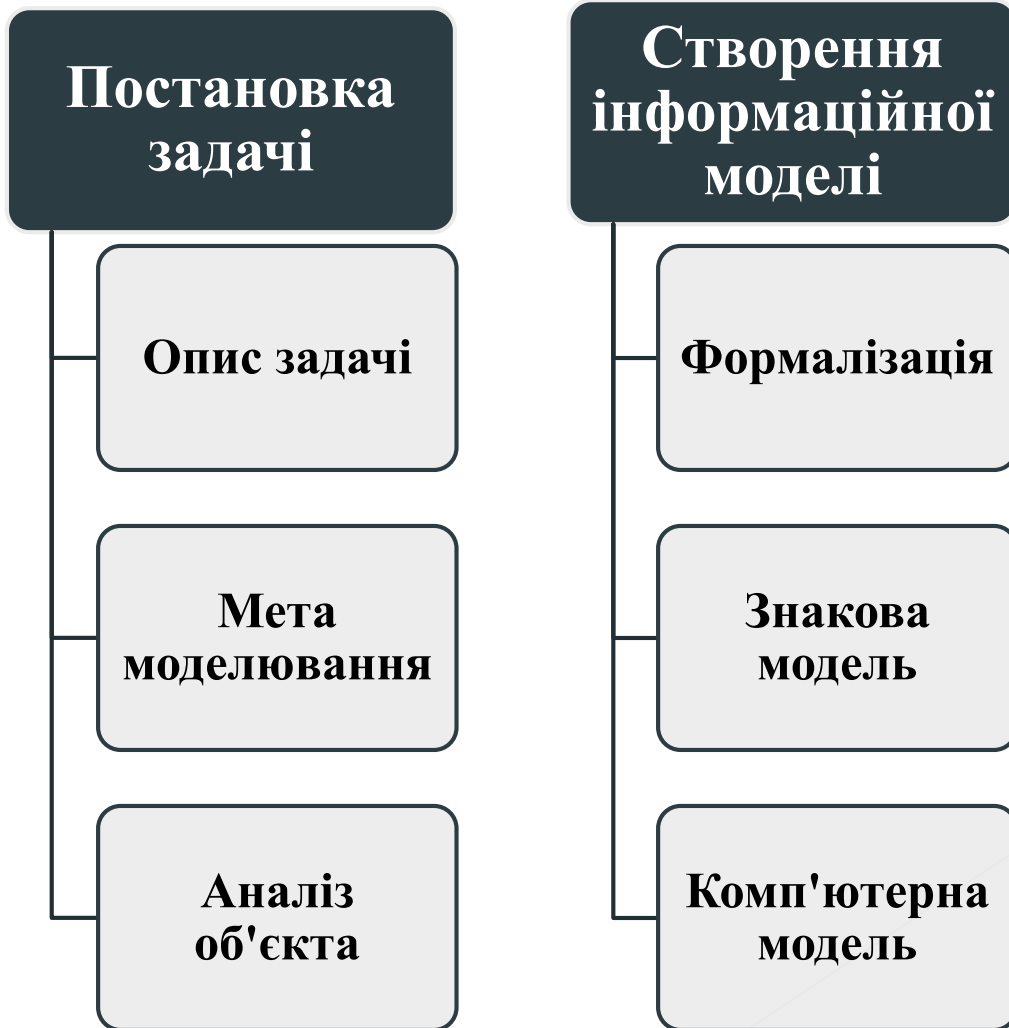 Постановка
задачі
Опис задачі
Мета
моделювання
Аналіз
об'єкта
Створення
інформаційної
моделі
Формалізація
Знакова
модель
Комп'ютерна
модель